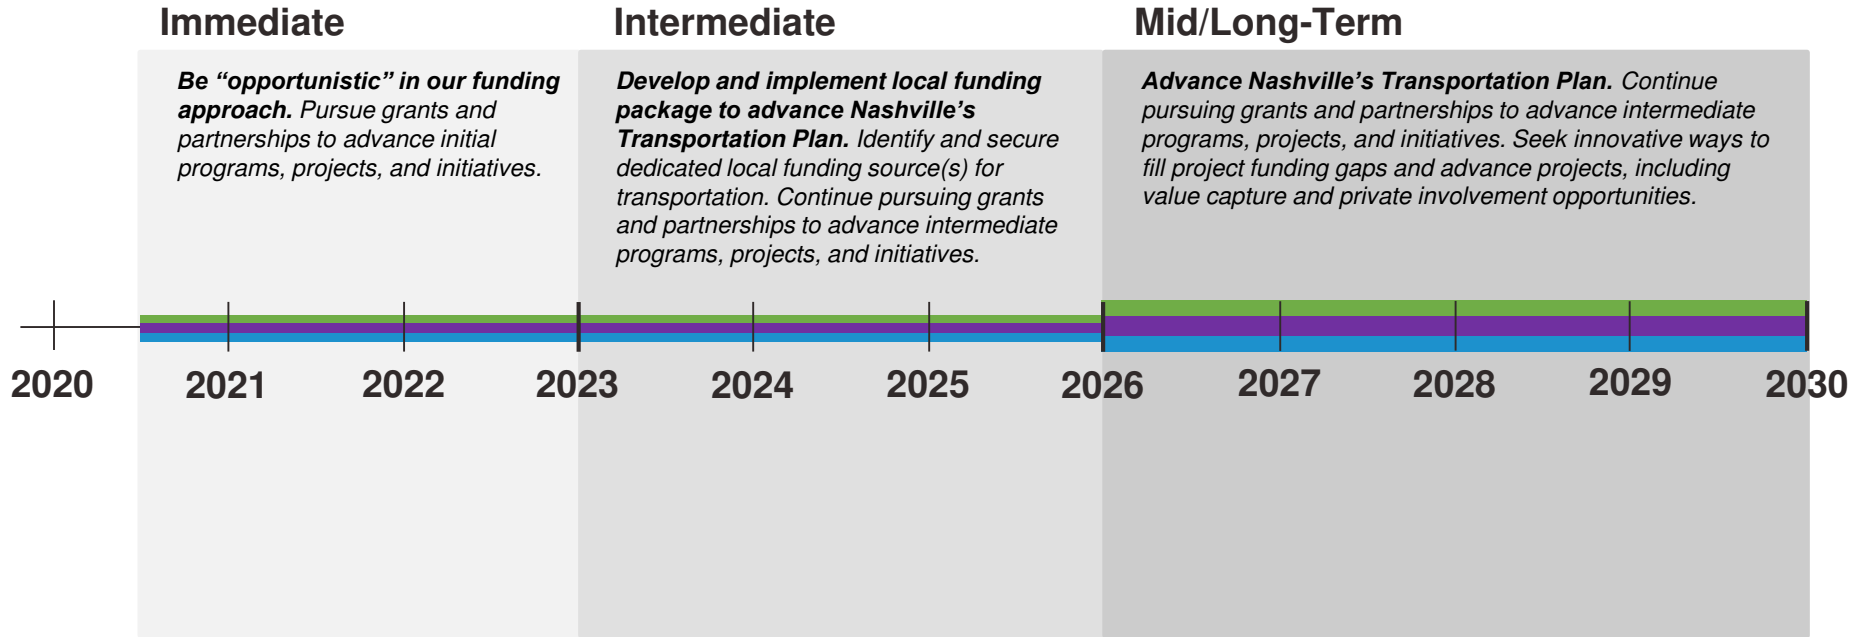 Immediate
Be “opportunistic” in our funding
approach. Pursue grants and
partnerships to advance initial
programs, projects, and initiatives.
Intermediate
Develop and implement local funding
package to advance Nashville’s
Transportation Plan. Identify and secure
dedicated local funding source(s) for
transportation. Continue pursuing grants
and partnerships to advance intermediate
programs, projects, and initiatives.
Mid/Long-Term
Advance Nashville’s Transportation Plan. Continue
pursuing grants and partnerships to advance intermediate
programs, projects, and initiatives. Seek innovative ways to
fill project funding gaps and advance projects, including
value capture and private involvement opportunities.
2020 2021 2022 2023 2024 2025 2026 2027 2028 2029 2030